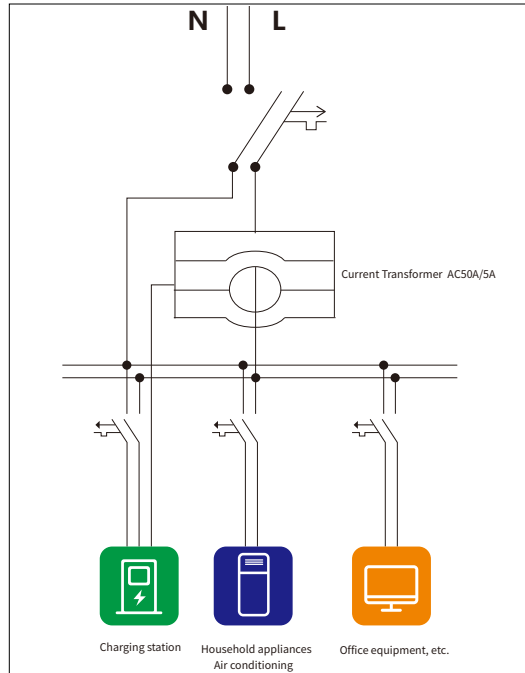 N L
Current Transformer AC50A/5A
Charging station
Household appliances
Air conditioning
Office equipment, etc.